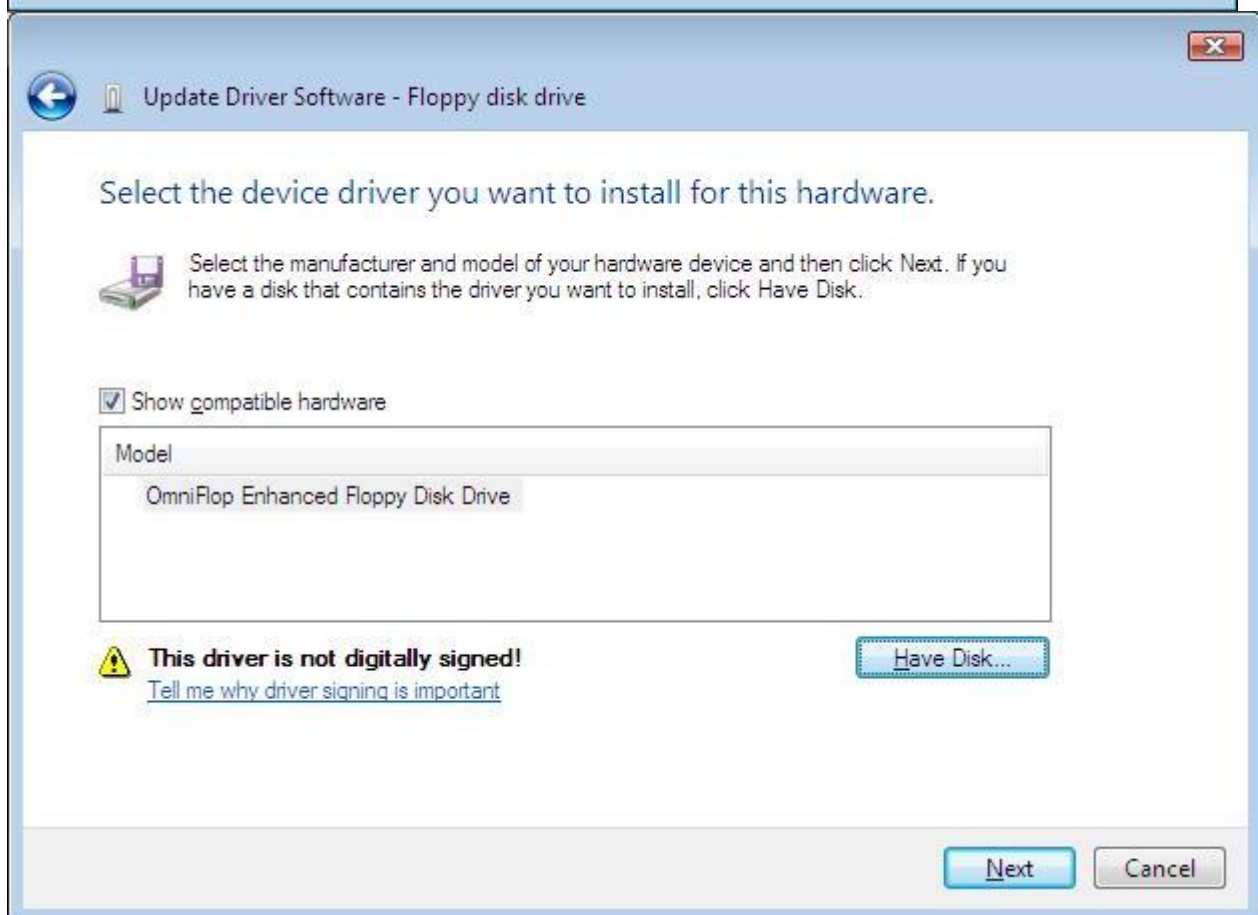 Update Driver Software - Floppy disk drive
Select the device driver you want to install for this hardware.
Select the manufacturer and model of your hardware device and then click Next. If you
have a disk that contains the driver you want to install, click Have Disk.
Show compatible hardware
Model
OmniFlop Enhanced Floppy Disk Drive
This driver is not digitally signed!
Have Disk...
Tell me why driver signing is important
Next
Cancel